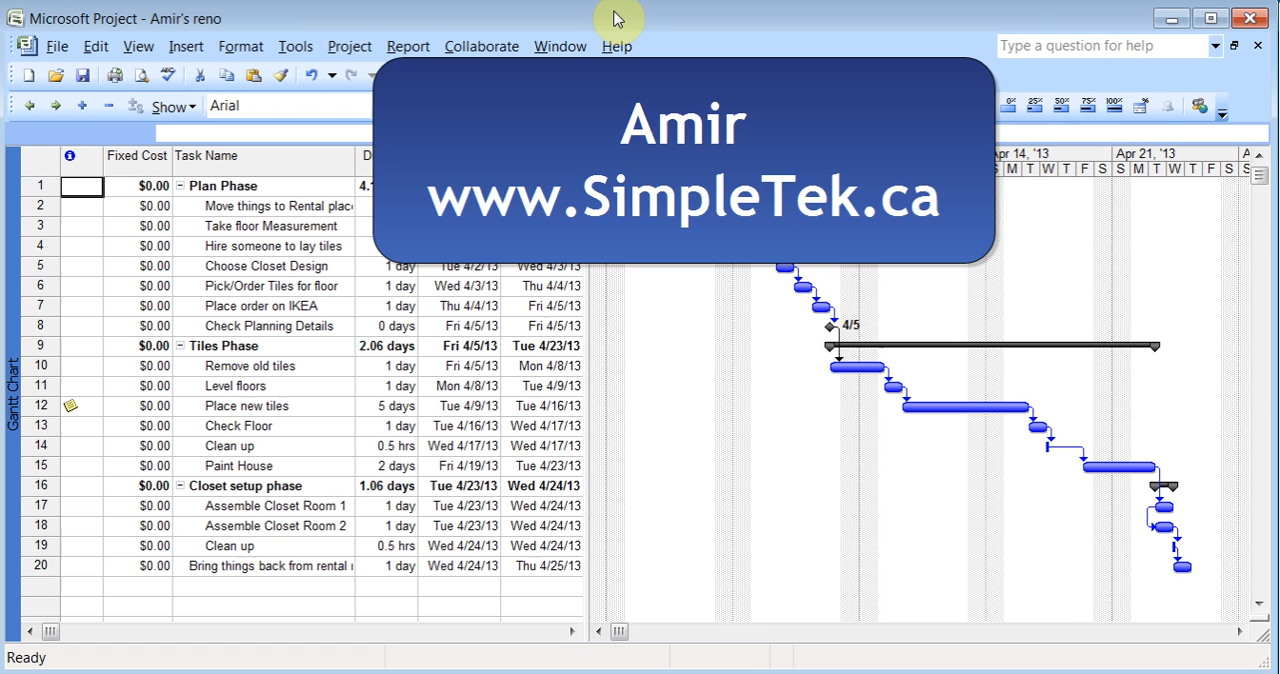 Microsoft Project - Amir's reno
File Edit View Insert Format Tools Project Report Collaborate Window Help Type a question for help
Show Arial 0% 25% 50% 75% 100%
Amir
www.SimpleTek.ca
Fixed Cost Task Name Apr 14, '13 Apr 21, '13
M T W T F S S M T W T F S S
1 $0.00 Plan Phase
2 $0.00 Move things to Rental place
3 $0.00 Take floor Measurement
4 $0.00 Hire someone to lay tiles
5 $0.00 Choose Closet Design 1 day Tue 4/2/13 Wed 4/3/13
6 $0.00 Pick/Order Tiles for floor 1 day Wed 4/3/13 Thu 4/4/13
7 $0.00 Place order on IKEA 1 day Thu 4/4/13 Fri 4/5/13
8 $0.00 Check Planning Details 0 days Fri 4/5/13 Fri 4/5/13 4/5
9 $0.00 Tiles Phase 2.06 days Fri 4/5/13 Tue 4/23/13
10 $0.00 Remove old tiles 1 day Fri 4/5/13 Mon 4/8/13
11 $0.00 Level floors 1 day Mon 4/8/13 Tue 4/9/13
12 $0.00 Place new tiles 5 days Tue 4/9/13 Tue 4/16/13
13 $0.00 Check Floor 1 day Tue 4/16/13 Wed 4/17/13
14 $0.00 Clean up 0.5 hrs Wed 4/17/13 Wed 4/17/13
15 $0.00 Paint House 2 days Fri 4/19/13 Tue 4/23/13
16 $0.00 Closet setup phase 1.06 days Tue 4/23/13 Wed 4/24/13
17 $0.00 Assemble Closet Room 1 1 day Tue 4/23/13 Wed 4/24/13
18 $0.00 Assemble Closet Room 2 1 day Tue 4/23/13 Wed 4/24/13
19 $0.00 Clean up 0.5 hrs Wed 4/24/13 Wed 4/24/13
20 $0.00 Bring things back from rental 1 day Wed 4/24/13 Thu 4/25/13
Gantt Chart
Ready